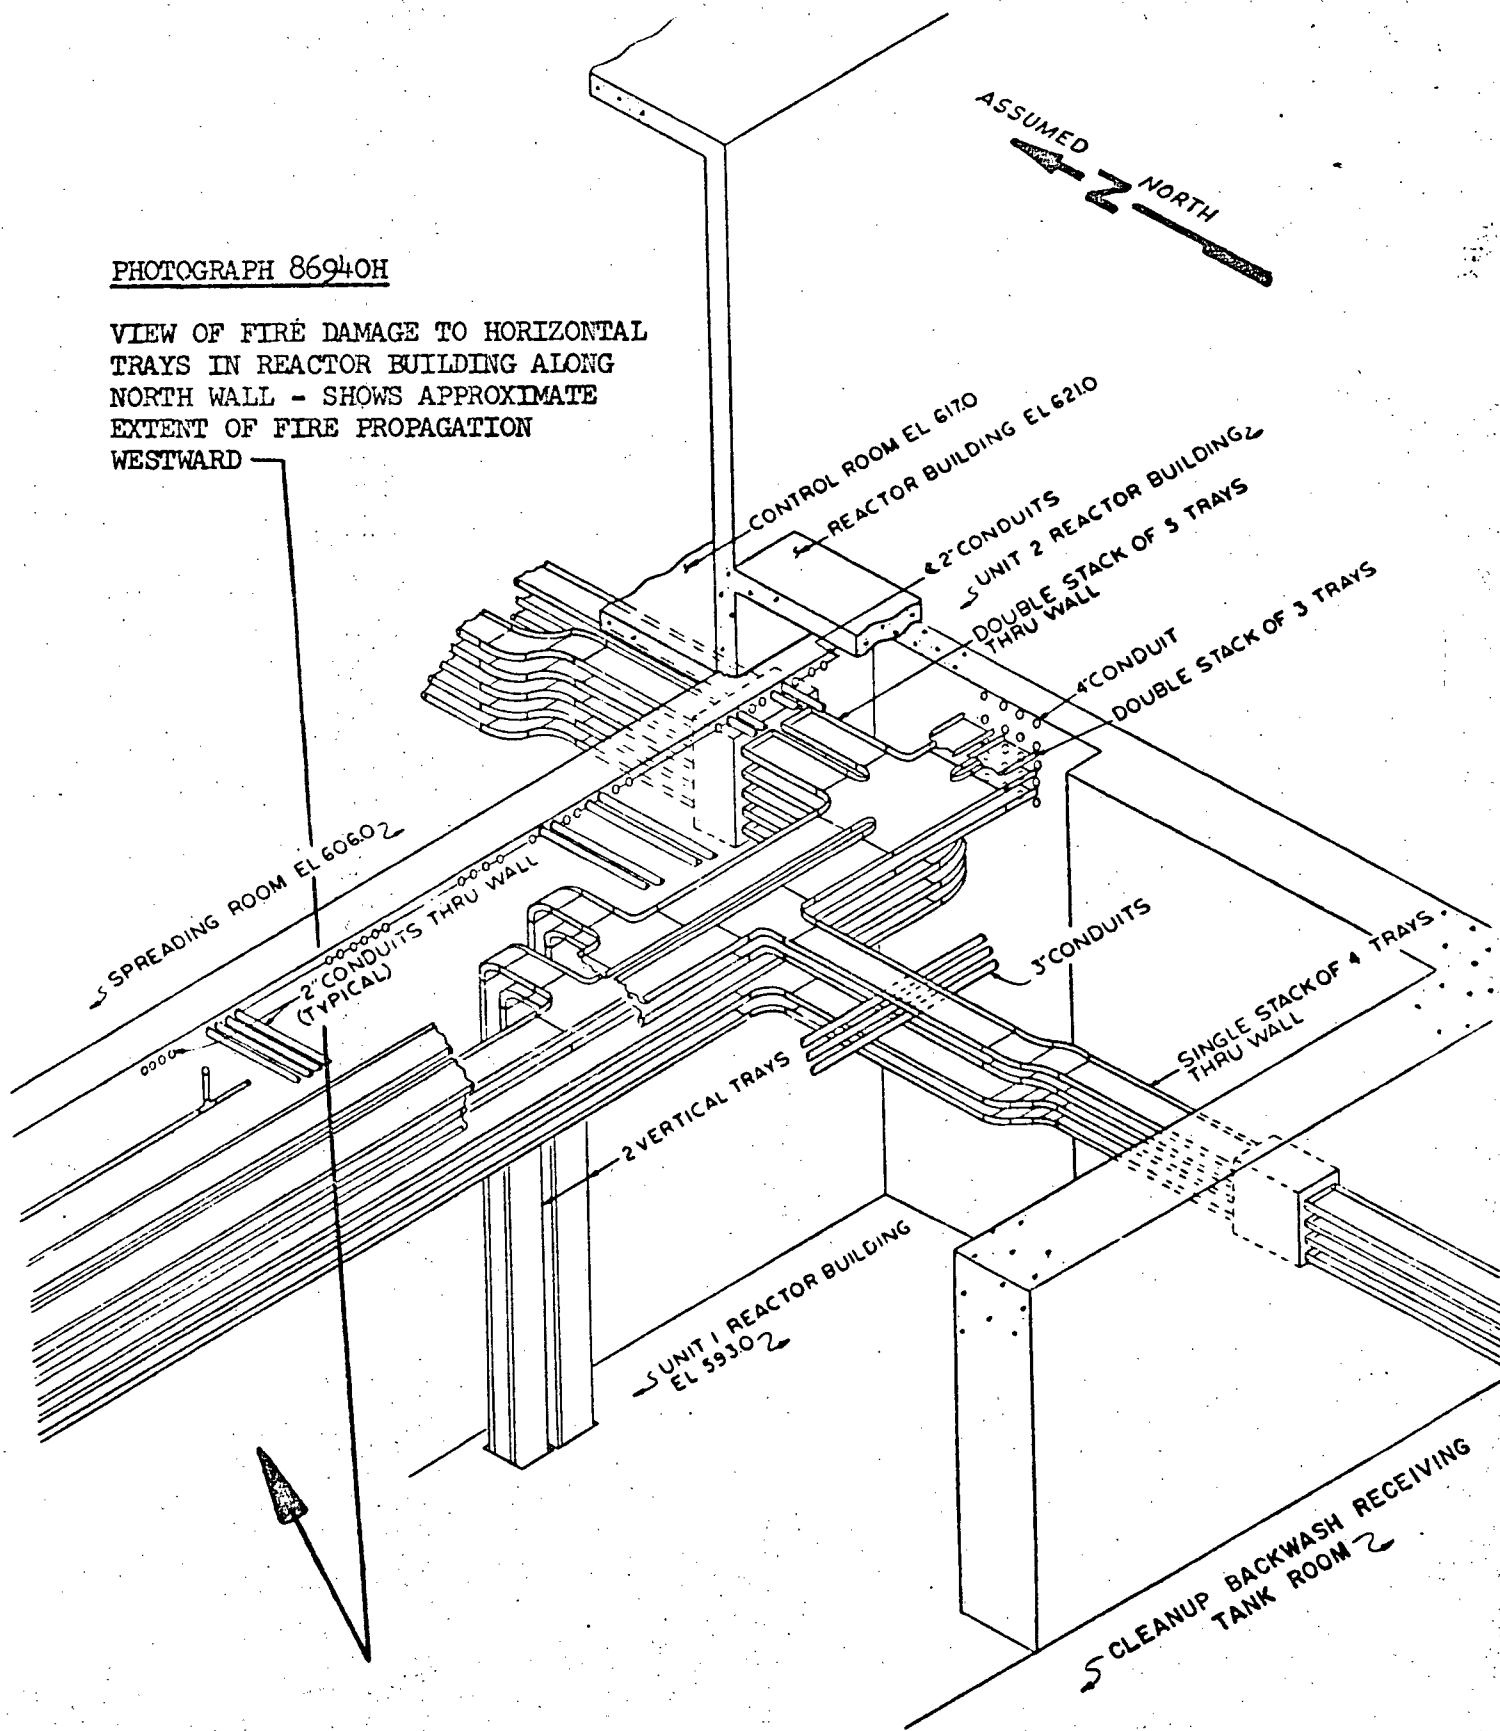 ASSUMED
N
NORTH
PHOTOGRAPH 86940H
VIEW OF FIRE DAMAGE TO HORIZONTAL
TRAYS IN REACTOR BUILDING ALONG
NORTH WALL - SHOWS APPROXIMATE
EXTENT OF FIRE PROPAGATION
WESTWARD
CONTROL ROOM EL 617.0
REACTOR BUILDING EL 621.0
℄ 2" CONDUITS
UNIT 2 REACTOR BUILDING
DOUBLE STACK OF 5 TRAYS
THRU WALL
4" CONDUIT
DOUBLE STACK OF 3 TRAYS
SPREADING ROOM EL 606.0
2" CONDUITS THRU WALL
(TYPICAL)
3" CONDUITS
SINGLE STACK OF 4 TRAYS
THRU WALL
2 VERTICAL TRAYS
UNIT 1 REACTOR BUILDING
EL 593.0
CLEANUP BACKWASH RECEIVING
TANK ROOM